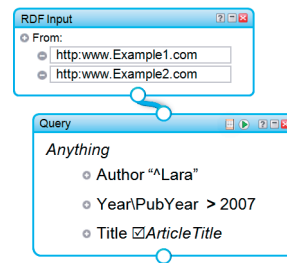 RDF Input
From:
http:www.Example1.com
http:www.Example2.com
Query
Anything
Author “^Lara”
Year\PubYear > 2007
Title ☑ArticleTitle